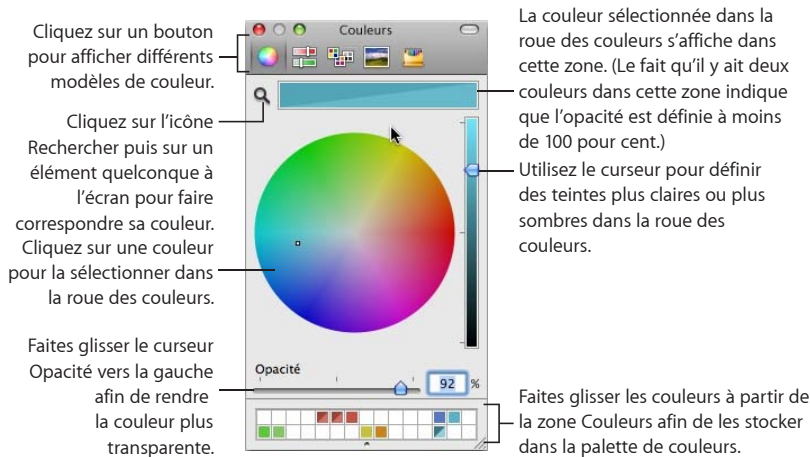 Cliquez sur un bouton
pour afficher différents
modèles de couleur.
Cliquez sur l'icône
Rechercher puis sur un
élément quelconque à
l'écran pour faire
correspondre sa couleur.
Cliquez sur une couleur
pour la sélectionner dans
la roue des couleurs.
Faites glisser le curseur
Opacité vers la gauche
afin de rendre
la couleur plus
transparente.
Couleurs
Opacité
92 %
La couleur sélectionnée dans la
roue des couleurs s'affiche dans
cette zone. (Le fait qu'il y ait deux
couleurs dans cette zone indique
que l'opacité est définie à moins
de 100 pour cent.)
Utilisez le curseur pour définir
des teintes plus claires ou plus
sombres dans la roue des
couleurs.
Faites glisser les couleurs à partir de
la zone Couleurs afin de les stocker
dans la palette de couleurs.